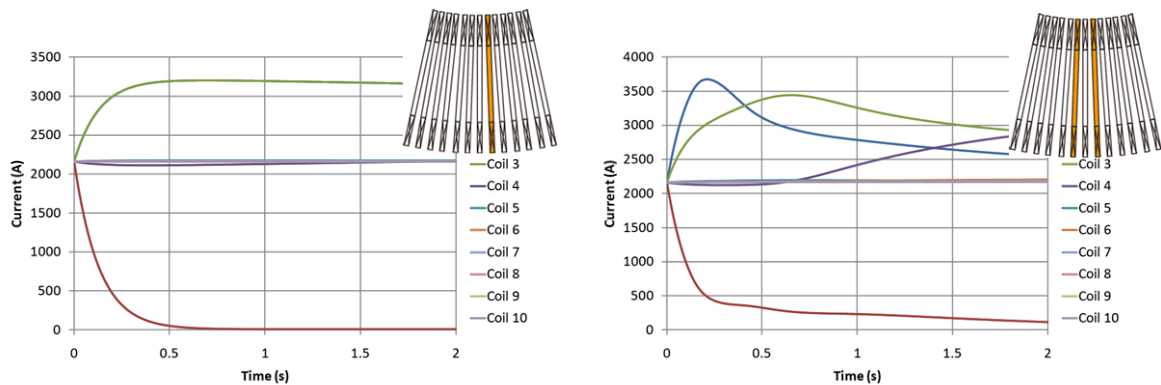 3500
3000
2500
2000
1500
1000
500
0
Current (A)
0
0.5
1
1.5
2
Time (s)
Coil 3
Coil 4
Coil 5
Coil 6
Coil 7
Coil 8
Coil 9
Coil 10
4000
3500
3000
2500
2000
1500
1000
500
0
Current (A)
0
0.5
1
1.5
2
Time (s)
Coil 3
Coil 4
Coil 5
Coil 6
Coil 7
Coil 8
Coil 9
Coil 10